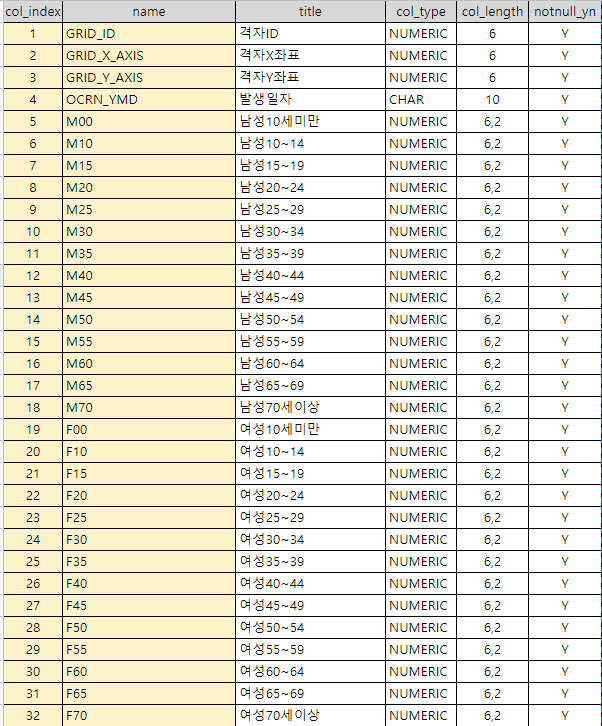 col_index name title col_type col_length notnull_yn
1 GRID_ID 격자ID NUMERIC 6 Y
2 GRID_X_AXIS 격자X좌표 NUMERIC 6 Y
3 GRID_Y_AXIS 격자Y좌표 NUMERIC 6 Y
4 OCRN_YMD 발생일자 CHAR 10 Y
5 M00 남성10세미만 NUMERIC 6,2 Y
6 M10 남성10~14 NUMERIC 6,2 Y
7 M15 남성15~19 NUMERIC 6,2 Y
8 M20 남성20~24 NUMERIC 6,2 Y
9 M25 남성25~29 NUMERIC 6,2 Y
10 M30 남성30~34 NUMERIC 6,2 Y
11 M35 남성35~39 NUMERIC 6,2 Y
12 M40 남성40~44 NUMERIC 6,2 Y
13 M45 남성45~49 NUMERIC 6,2 Y
14 M50 남성50~54 NUMERIC 6,2 Y
15 M55 남성55~59 NUMERIC 6,2 Y
16 M60 남성60~64 NUMERIC 6,2 Y
17 M65 남성65~69 NUMERIC 6,2 Y
18 M70 남성70세이상 NUMERIC 6,2 Y
19 F00 여성10세미만 NUMERIC 6,2 Y
20 F10 여성10~14 NUMERIC 6,2 Y
21 F15 여성15~19 NUMERIC 6,2 Y
22 F20 여성20~24 NUMERIC 6,2 Y
23 F25 여성25~29 NUMERIC 6,2 Y
24 F30 여성30~34 NUMERIC 6,2 Y
25 F35 여성35~39 NUMERIC 6,2 Y
26 F40 여성40~44 NUMERIC 6,2 Y
27 F45 여성45~49 NUMERIC 6,2 Y
28 F50 여성50~54 NUMERIC 6,2 Y
29 F55 여성55~59 NUMERIC 6,2 Y
30 F60 여성60~64 NUMERIC 6,2 Y
31 F65 여성65~69 NUMERIC 6,2 Y
32 F70 여성70세이상 NUMERIC 6,2 Y